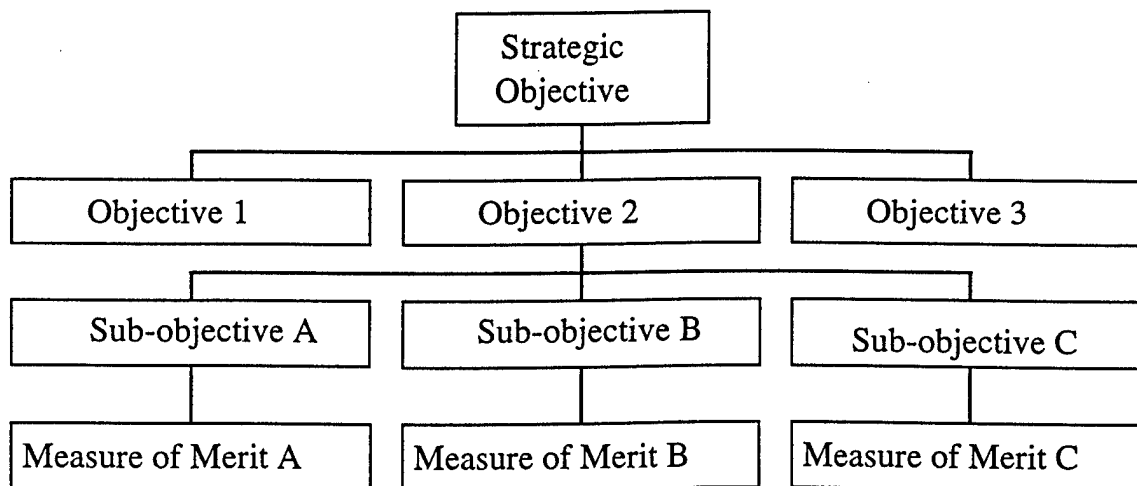 Strategic
Objective
Objective 1
Objective 2
Objective 3
Sub-objective A
Sub-objective B
Sub-objective C
Measure of Merit A
Measure of Merit B
Measure of Merit C